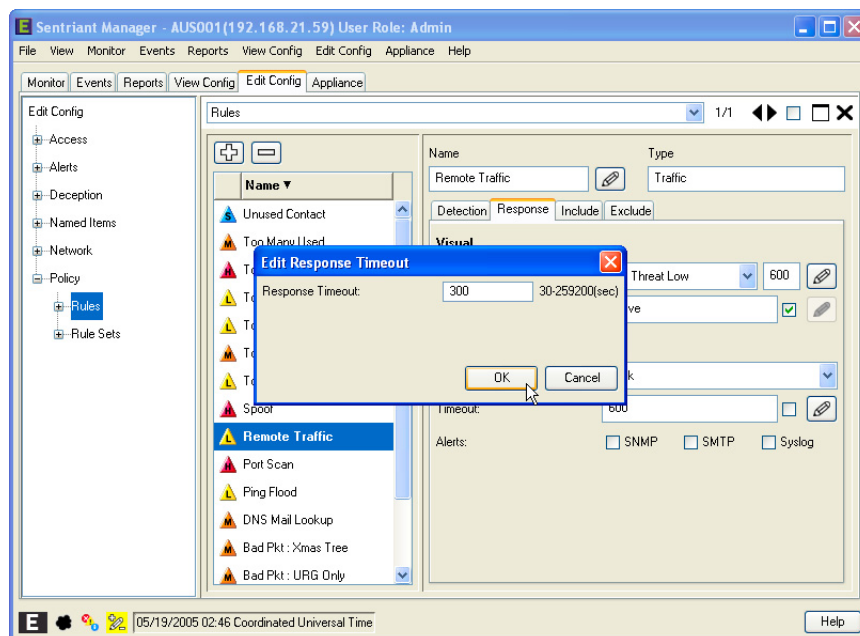 E Sentriant Manager - AUS001(192.168.21.59) User Role: Admin
File View Monitor Events Reports View Config Edit Config Appliance Help
Monitor Events Reports View Config Edit Config Appliance
Edit Config
Access
Alerts
Deception
Named Items
Network
Policy
Rules
Rule Sets
Rules 1/1
Name
S Unused Contact
M Too Many Used
H
L
L
M
L
H Spoof
L Remote Traffic
H Port Scan
L Ping Flood
M DNS Mail Lookup
M Bad Pkt : Xmas Tree
M Bad Pkt : URG Only
Name Type
Remote Traffic Traffic
Detection Response Include Exclude
Visual
Threat Low 600
Timeout: 600
Alerts: SNMP SMTP Syslog
Edit Response Timeout
Response Timeout: 300 30-259200(sec)
OK Cancel
E 05/19/2005 02:46 Coordinated Universal Time Help